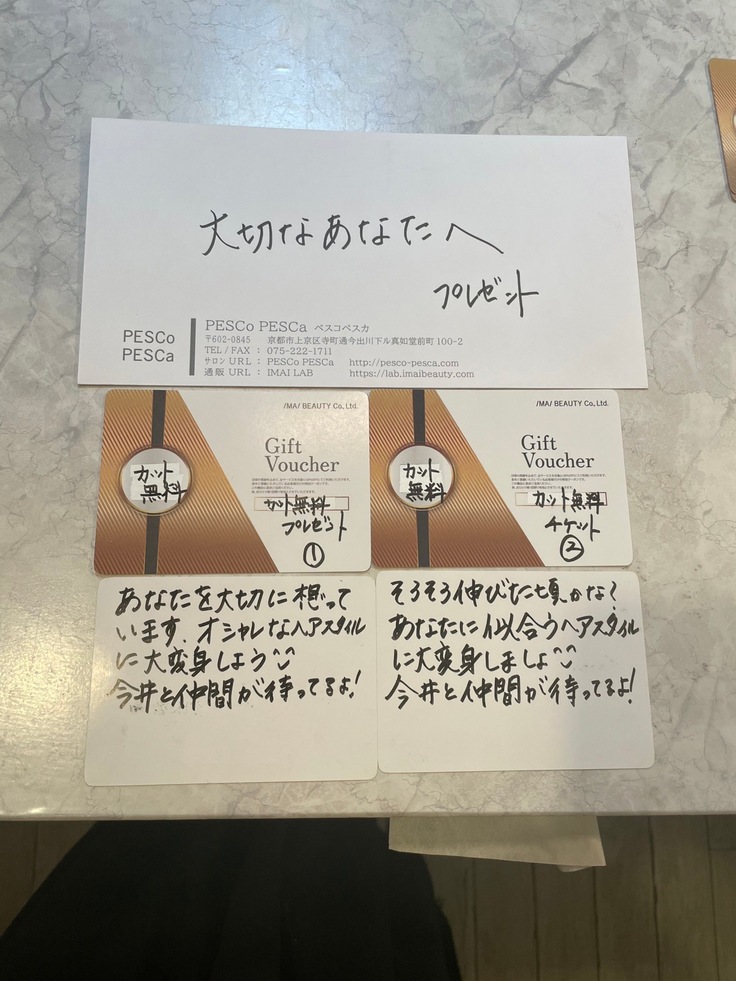 大切なあなたへ
プレゼント
PESCo
PESCa
PESCo PESCa ペスコペスカ
〒602-0845 京都市上京区寺町通今出川下ル真如堂前町100-2
TEL / FAX : 075-222-1711
サロン URL : PESCo PESCa http://pesco-pesca.com
通販 URL : IMAI LAB https://lab.imaibeauty.com
/MA/ BEAUTY Co,.Ltd.
Gift
Voucher
カット
無料
カット無料
プレゼント
①
/MA/ BEAUTY Co,.Ltd.
Gift
Voucher
カット
無料
カット無料
チケット
②
あなたを大切に想って
います。オシャレなヘアスタイル
に大変身しよう
今井と仲間が待ってるよ!
そろそろ伸びた頃かな?
あなたに似合うヘアスタイル
に大変身しましょ
今井と仲間が待ってるよ!